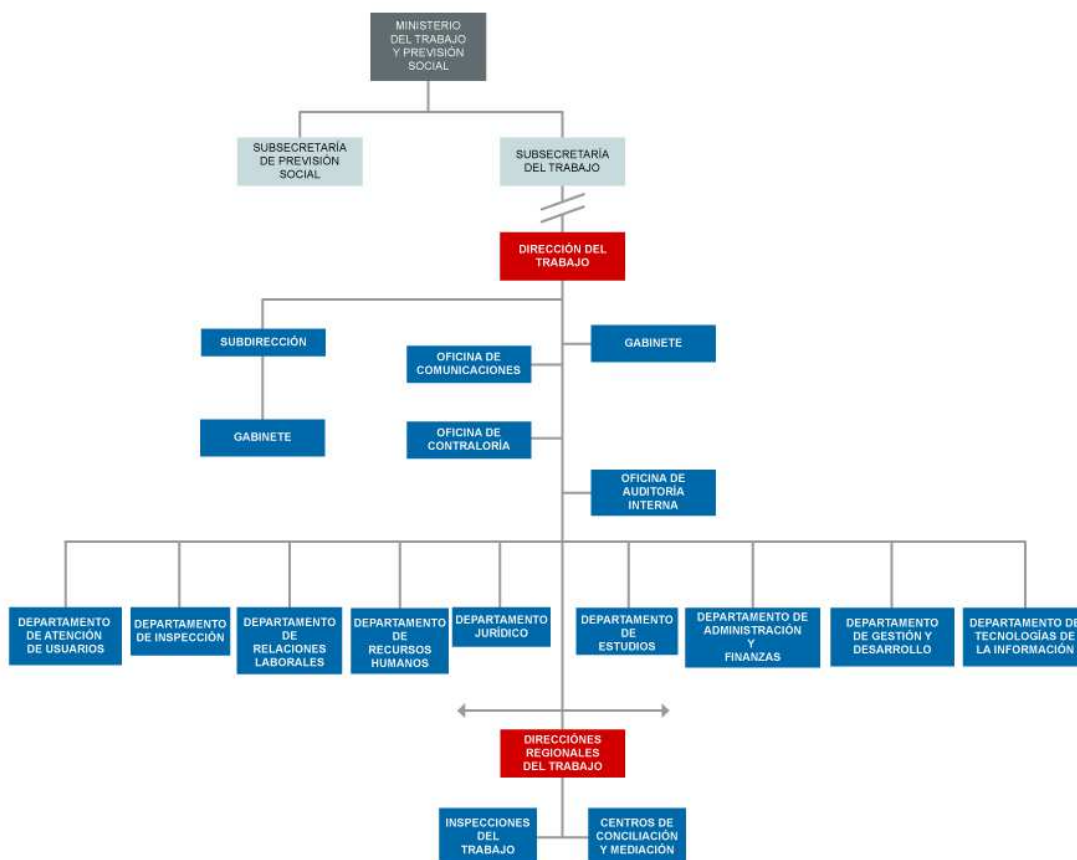 MINISTERIO
DEL TRABAJO
Y PREVISIÓN
SOCIAL
SUBSECRETARÍA
DE PREVISIÓN
SOCIAL
SUBSECRETARÍA
DEL TRABAJO
DIRECCIÓN DEL
TRABAJO
SUBDIRECCIÓN
GABINETE
OFICINA DE
COMUNICACIONES
GABINETE
OFICINA DE
CONTRALORÍA
OFICINA DE
AUDITORÍA
INTERNA
DEPARTAMENTO
DE ATENCIÓN
DE USUARIOS
DEPARTAMENTO
DE INSPECCIÓN
DEPARTAMENTO
DE
RELACIONES
LABORALES
DEPARTAMENTO
DE
RECURSOS
HUMANOS
DEPARTAMENTO
JURÍDICO
DEPARTAMENTO
DE
ESTUDIOS
DEPARTAMENTO DE
ADMINISTRACIÓN
Y
FINANZAS
DEPARTAMENTO
DE GESTIÓN Y
DESARROLLO
DEPARTAMENTO DE
TECNOLOGÍAS DE
LA INFORMACIÓN
DIRECCIÓNES
REGIONALES
DEL TRABAJO
INSPECCIONES
DEL
TRABAJO
CENTROS DE
CONCILIACIÓN
Y MEDIACIÓN